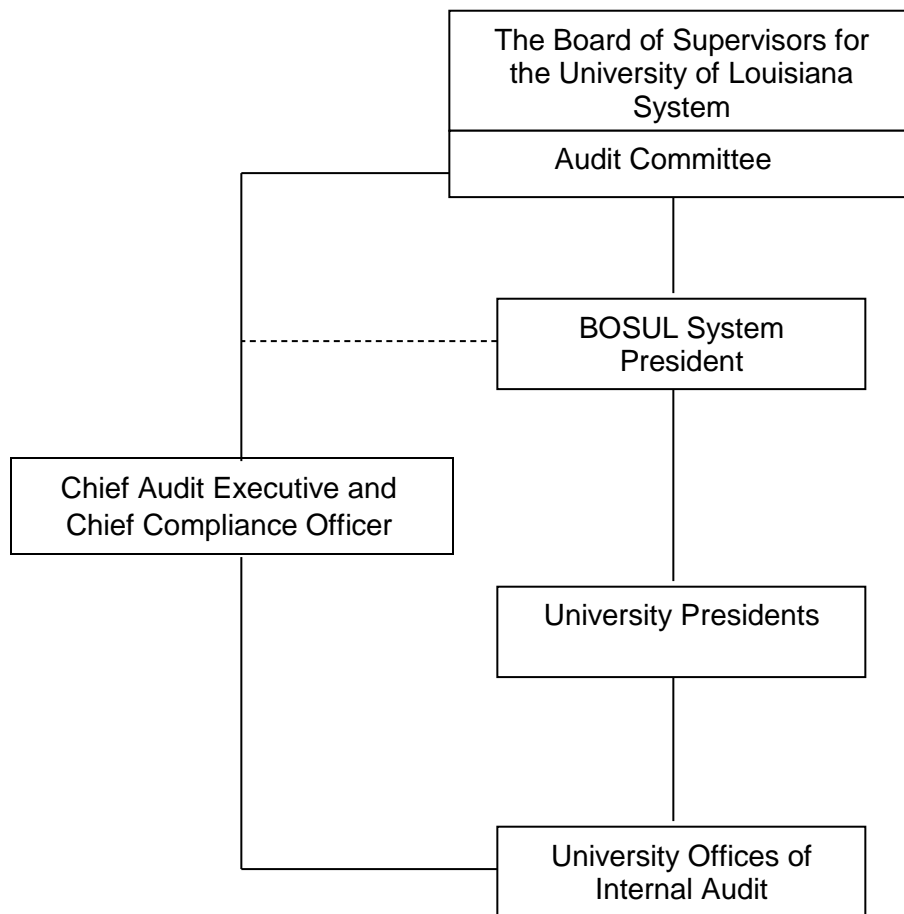 The Board of Supervisors for
the University of Louisiana
System
Audit Committee
BOSUL System
President
Chief Audit Executive and
Chief Compliance Officer
University Presidents
University Offices of
Internal Audit